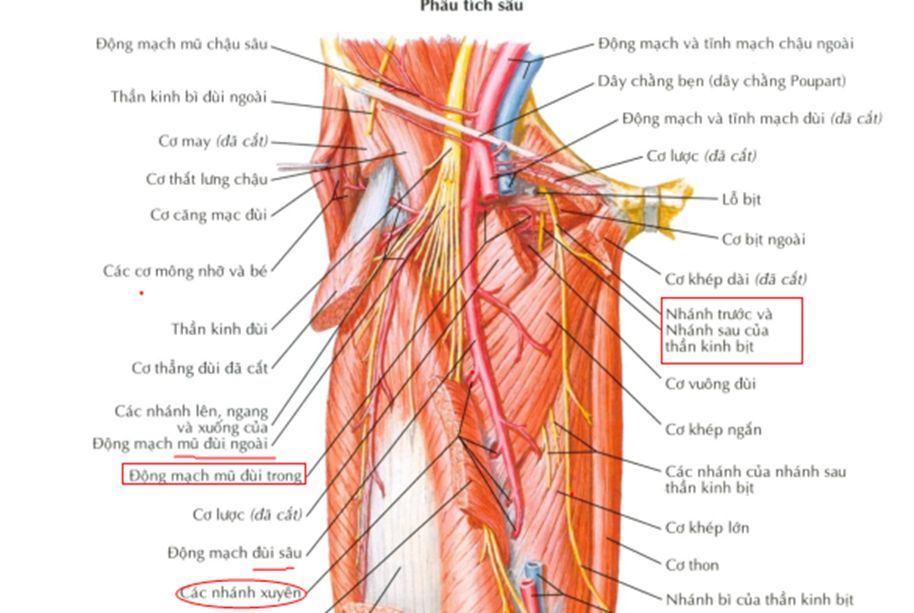 Phẫu tích sâu
Động mạch mũ chậu sâu
Thần kinh bì đùi ngoài
Cơ may (đã cắt)
Cơ thắt lưng chậu
Cơ căng mạc đùi
Các cơ mông nhỡ và bé
Thần kinh đùi
Cơ thẳng đùi đã cắt
Các nhánh lên, ngang
và xuống của
Động mạch mũ đùi ngoài
Động mạch mũ đùi trong
Cơ lược (đã cắt)
Động mạch đùi sâu
Các nhánh xuyên
Động mạch và tĩnh mạch chậu ngoài
Dây chằng bẹn (dây chằng Poupart)
Động mạch và tĩnh mạch đùi (đã cắt)
Cơ lược (đã cắt)
Lỗ bịt
Cơ bịt ngoài
Cơ khép dài (đã cắt)
Nhánh trước và
Nhánh sau của
thần kinh bịt
Cơ vuông đùi
Cơ khép ngắn
Các nhánh của nhánh sau
thần kinh bịt
Cơ khép lớn
Cơ thon
Nhánh bì của thần kinh bịt